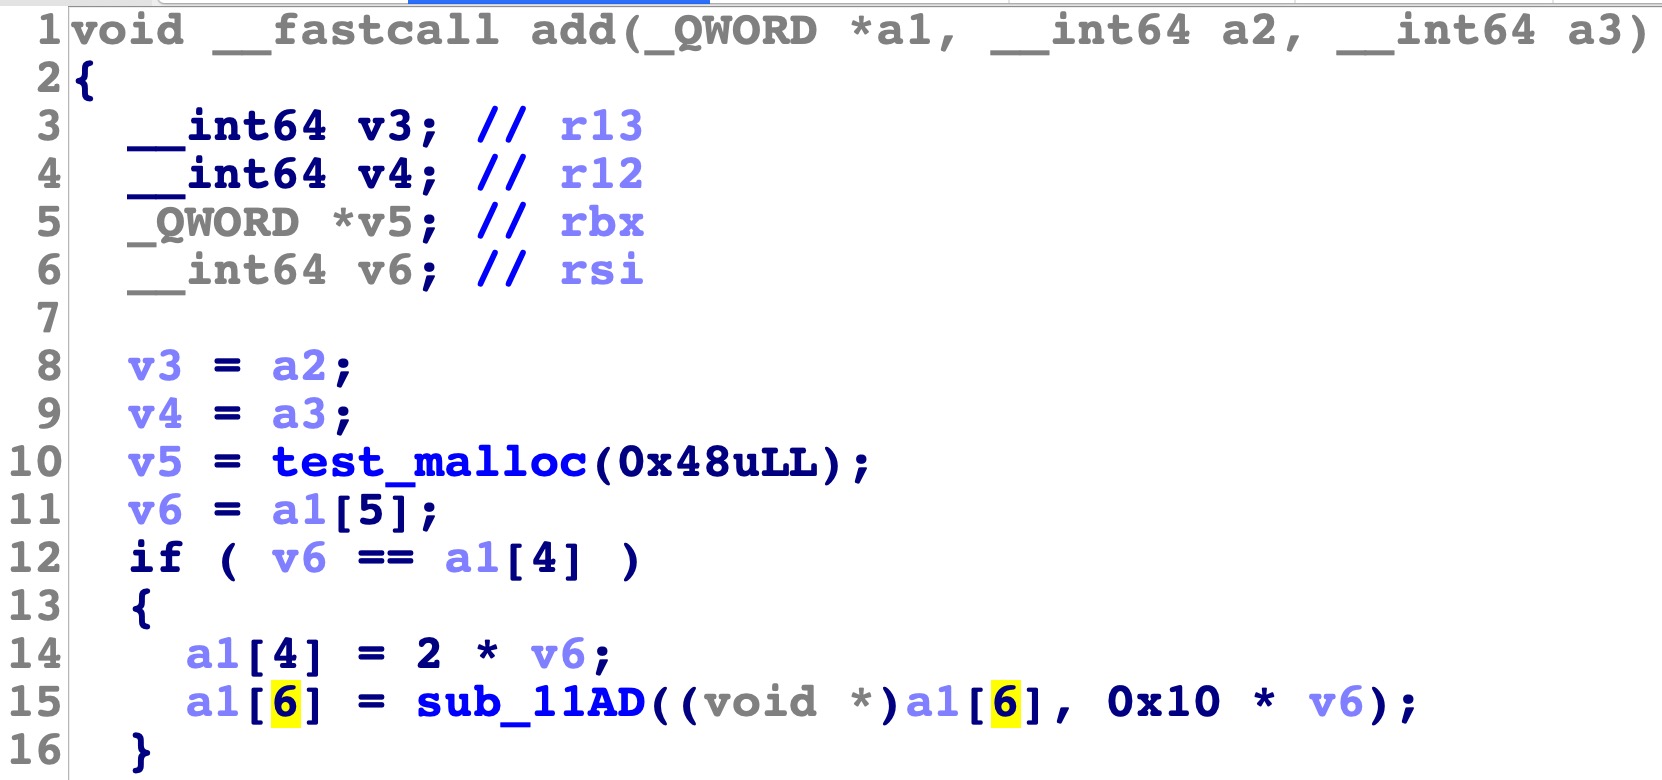 1 void __fastcall add(_QWORD *a1, __int64 a2, __int64 a3)
2 {
3   __int64 v3; // r13
4   __int64 v4; // r12
5   _QWORD *v5; // rbx
6   __int64 v6; // rsi
7
8   v3 = a2;
9   v4 = a3;
10   v5 = test_malloc(0x48uLL);
11   v6 = a1[5];
12   if ( v6 == a1[4] )
13   {
14     a1[4] = 2 * v6;
15     a1[6] = sub_11AD((void *)a1[6], 0x10 * v6);
16   }